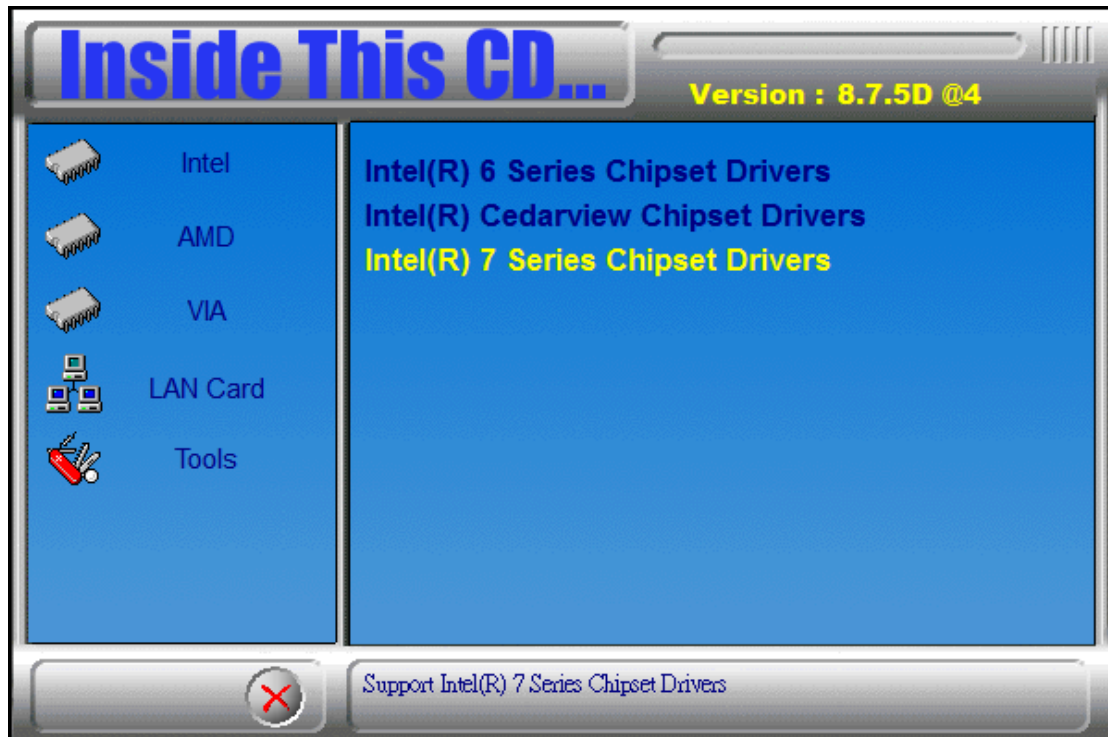 Inside This CD...
Version : 8.7.5D @4
Intel
AMD
VIA
LAN Card
Tools
Intel(R) 6 Series Chipset Drivers
Intel(R) Cedarview Chipset Drivers
Intel(R) 7 Series Chipset Drivers
Support Intel(R) 7 Series Chipset Drivers